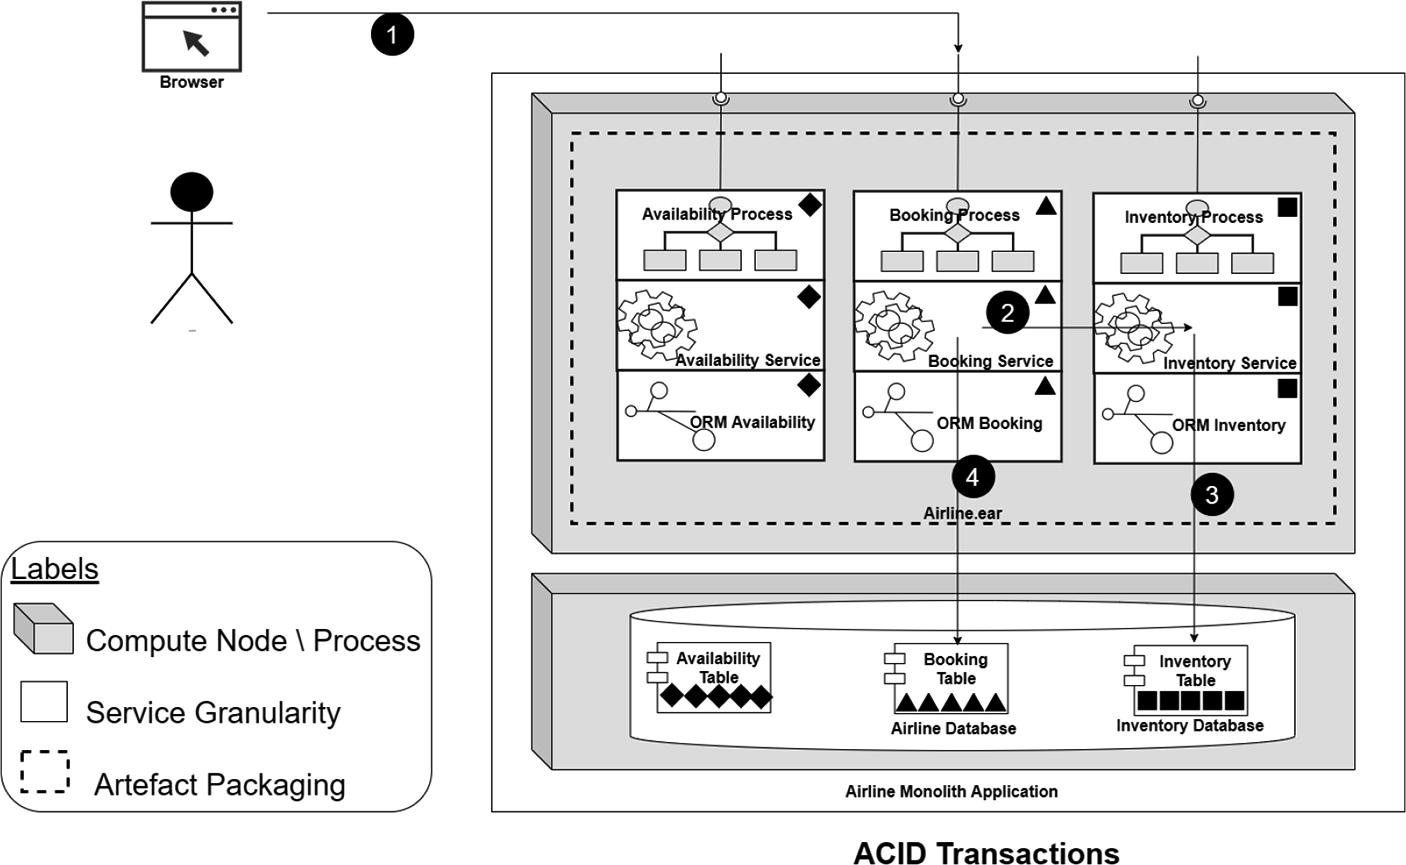 1
Browser
Availability Process
Booking Process
Inventory Process
2
Availability Service
Booking Service
Inventory Service
ORM Availability
ORM Booking
ORM Inventory
4
3
Airline.ear
Labels
Compute Node \ Process
Service Granularity
Artefact Packaging
Availability
Table
Booking
Table
Inventory
Table
Airline Database
Inventory Database
Airline Monolith Application
ACID Transactions